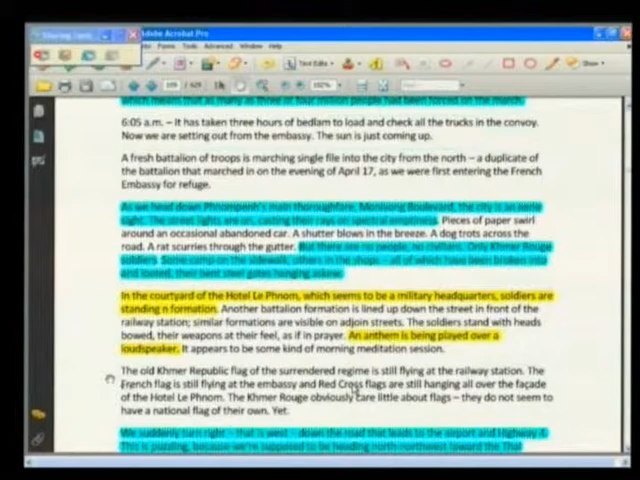 Adobe Acrobat Pro
Forms Tools Advanced Window Help
Text Edits
Show
109 / 429
102%
which meant that as many as three or four million people had been forced on the march.
6:05 a.m. – It has taken three hours of bedlam to load and check all the trucks in the convoy.
Now we are setting out from the embassy. The sun is just coming up.
A fresh battalion of troops is marching single file into the city from the north – a duplicate of
the battalion that marched in on the evening of April 17, as we were first entering the French
Embassy for refuge.
As we head down Phnompenh's main thoroughfare, Monivong Boulevard, the city is an eerie
sight. The street lights are on, casting their rays on spectral emptiness. Pieces of paper swirl
around an occasional abandoned car. A shutter blows in the breeze. A dog trots across the
road. A rat scurries through the gutter. But there are no people, no civilians. Only Khmer Rouge
soldiers. Some camp on the sidewalk, others in the shops – all of which have been broken into
and looted, their bent steel gates hanging askew.
In the courtyard of the Hotel Le Phnom, which seems to be a military headquarters, soldiers are
standing n formation. Another battalion formation is lined up down the street in front of the
railway station; similar formations are visible on adjoin streets. The soldiers stand with heads
bowed, their weapons at their feel, as if in prayer. An anthem is being played over a
loudspeaker. It appears to be some kind of morning meditation session.
The old Khmer Republic flag of the surrendered regime is still flying at the railway station. The
French flag is still flying at the embassy and Red Cross flags are still hanging all over the façade
of the Hotel Le Phnom. The Khmer Rouge obviously care little about flags – they do not seem to
have a national flag of their own. Yet.
We suddenly turn right – that is west – down the road that leads to the airport and Highway 4.
This is puzzling, because we're supposed to be heading north-northwest toward the Thai